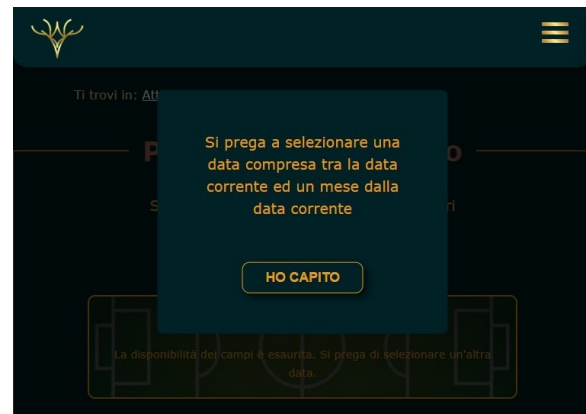 Ti trovi in: Att
P
o
S
ri
Si prega a selezionare una
data compresa tra la data
corrente ed un mese dalla
data corrente
HO CAPITO
La disponibilità dei campi è esaurita. Si prega di selezionare un'altra
data.